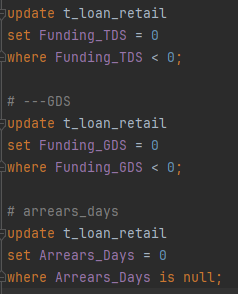 update t_loan_retail
set Funding_TDS = 0
where Funding_TDS < 0;
# ---GDS
update t_loan_retail
set Funding_GDS = 0
where Funding_GDS < 0;
# arrears_days
update t_loan_retail
set Arrears_Days = 0
where Arrears_Days is null;